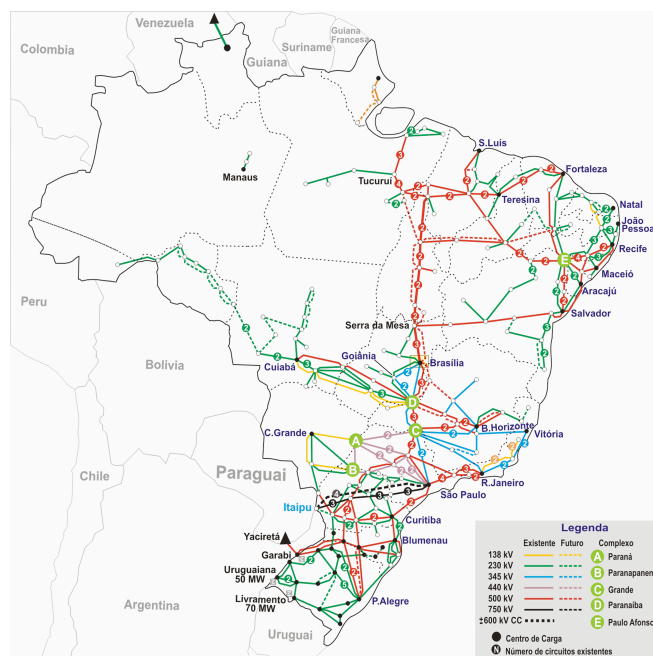 Venezuela
Colombia
Guiana
Suriname
Guiana
Francesa
Manaus
Tucuruí
S.Luís
Fortaleza
Teresina
Natal
João
Pessoa
Recife
Maceió
Aracajú
Salvador
E
Peru
Bolívia
Serra da Mesa
Goiânia
Brasília
Cuiabá
D
C.Grande
A
C
B
B.Horizonte
Vitória
R.Janeiro
São Paulo
Paraguai
Chile
Itaipu
Curitiba
Blumenau
Yaciretá
Garabi
Uruguaiana
50 MW
Livramento
70 MW
P.Alegre
Argentina
Uruguai
Legenda
Existente Futuro Complexo
138 kV A Paraná
230 kV B Paranapanem
345 kV
440 kV C Grande
500 kV D Paranaíba
750 kV
±600 kV CC E Paulo Afonso
Centro de Carga
N Número de circuitos existentes